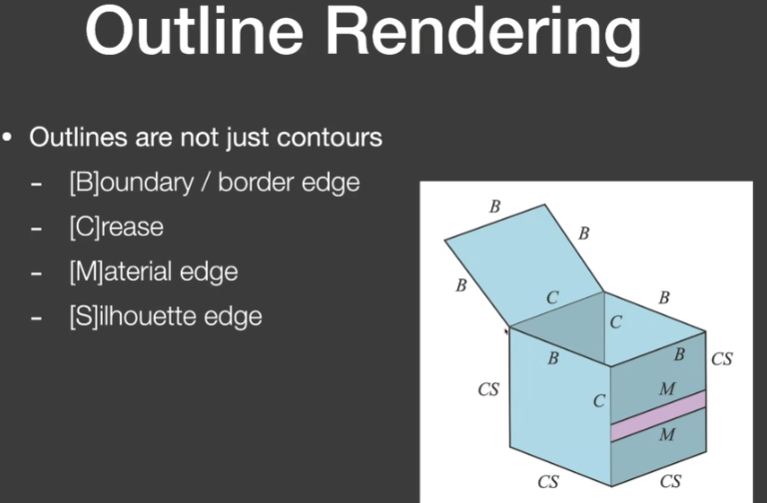 Outline Rendering
• Outlines are not just contours
- [B]oundary / border edge
- [C]rease
- [M]aterial edge
- [S]ilhouette edge
B
B
B
C
B
C
B
B
CS
CS
C
M
M
CS
CS